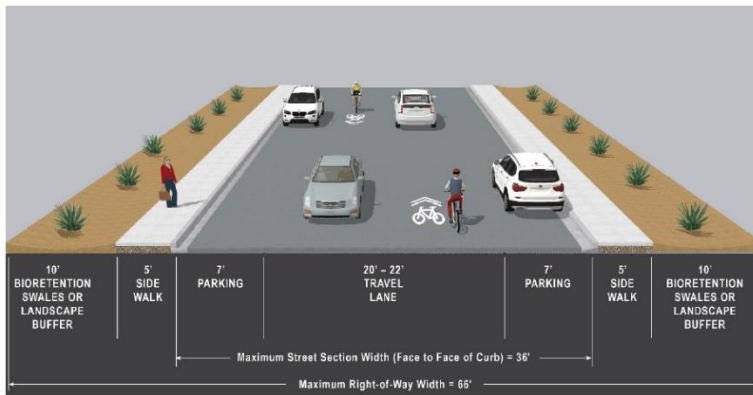 10'
BIORETENTION
SWALES OR
LANDSCAPE
BUFFER
5'
SIDE
WALK
7'
PARKING
20' – 22'
TRAVEL
LANE
7'
PARKING
5'
SIDE
WALK
10'
BIORETENTION
SWALES OR
LANDSCAPE
BUFFER
Maximum Street Section Width (Face to Face of Curb) = 36'
Maximum Right-of-Way Width = 66'